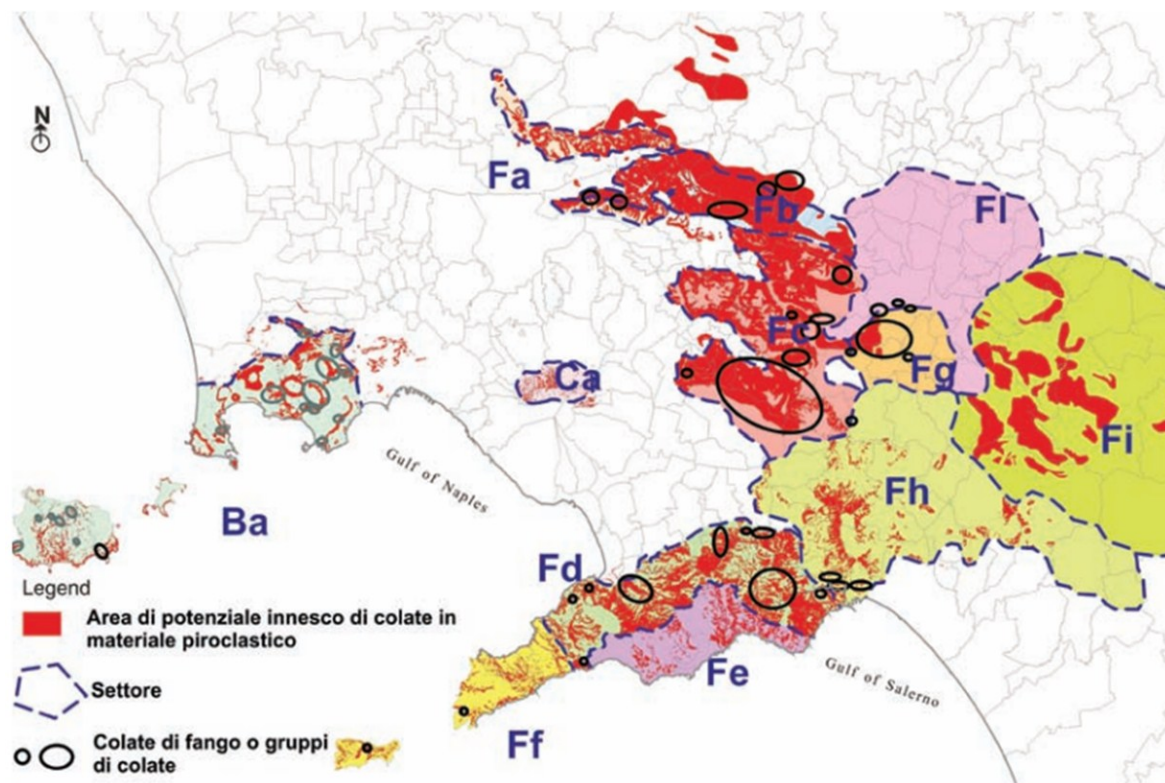 N
Fa
Fb
Fl
Fc
Fg
Ca
Fi
Gulf of Naples
Fh
Ba
Fd
Fe
Gulf of Salerno
Ff
Legend
Area di potenziale innesco di colate in
materiale piroclastico
Settore
Colate di fango o gruppi
di colate